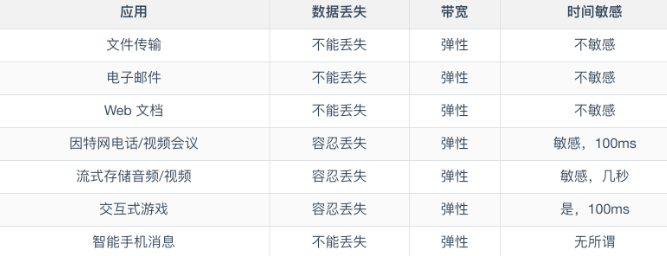 应用 数据丢失 带宽 时间敏感
文件传输 不能丢失 弹性 不敏感
电子邮件 不能丢失 弹性 不敏感
Web 文档 不能丢失 弹性 不敏感
因特网电话/视频会议 容忍丢失 弹性 敏感，100ms
流式存储音频/视频 容忍丢失 弹性 敏感，几秒
交互式游戏 容忍丢失 弹性 是，100ms
智能手机消息 不能丢失 弹性 无所谓